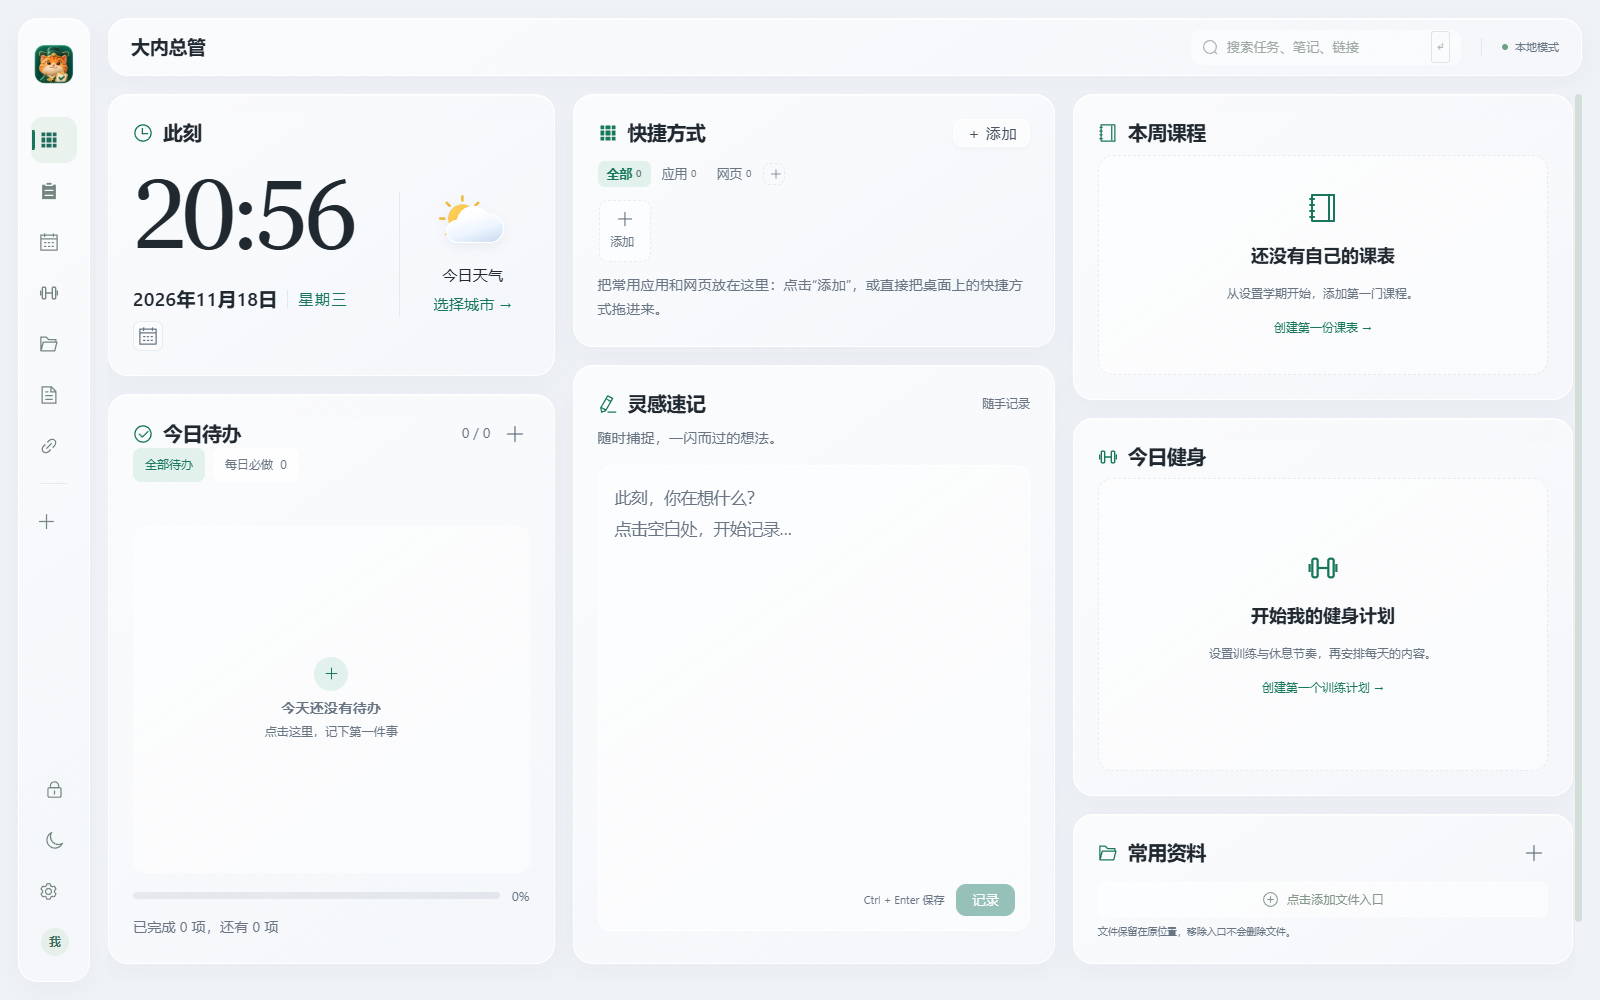 大内总管
搜索任务、笔记、链接
本地模式
此刻
20:56
2026年11月18日
星期三
今日天气
选择城市 →
今日待办
0 / 0
全部待办
每日必做 0
今天还没有待办
点击这里，记下第一件事
0%
已完成 0 项，还有 0 项
快捷方式
+ 添加
全部 0
应用 0
网页 0
添加
把常用应用和网页放在这里：点击“添加”，或直接把桌面上的快捷方
式拖进来。
灵感速记
随手记录
随时捕捉，一闪而过的想法。
此刻，你在想什么？
点击空白处，开始记录...
Ctrl + Enter 保存
记录
本周课程
还没有自己的课表
从设置学期开始，添加第一门课程。
创建第一份课表 →
今日健身
开始我的健身计划
设置训练与休息节奏，再安排每天的内容。
创建第一个训练计划 →
常用资料
点击添加文件入口
文件保留在原位置，移除入口不会删除文件。
我